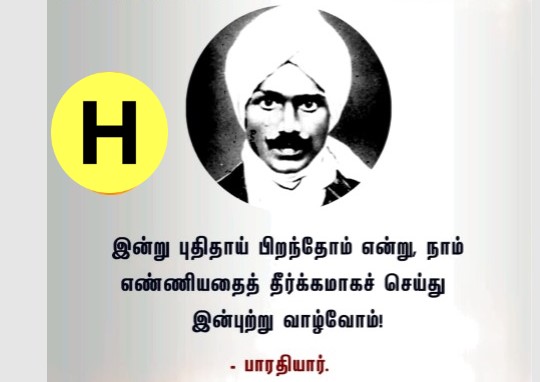 H
இன்று புதிதாய் பிறந்தோம் என்று, நாம்
எண்ணியதைத் தீர்க்கமாகச் செய்து
இன்புற்று வாழ்வோம்!
- பாரதியார்.